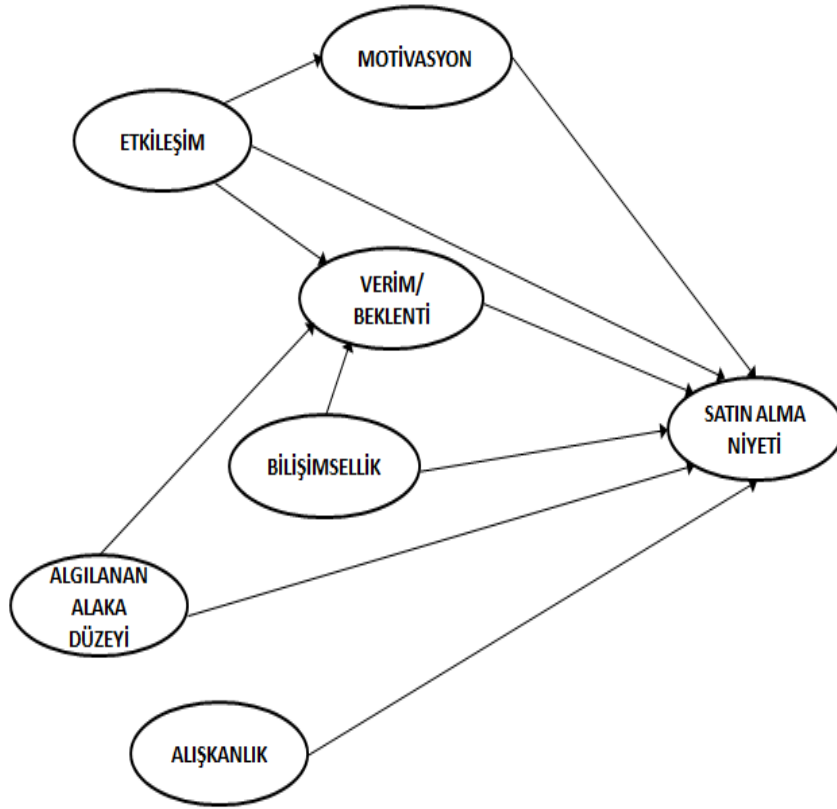 MOTİVASYON
ETKİLEŞİM
VERİM/
BEKLENTİ
SATIN ALMA
NİYETİ
BİLİŞİMSELLİK
ALGILANAN
ALAKA
DÜZEYİ
ALIŞKANLIK